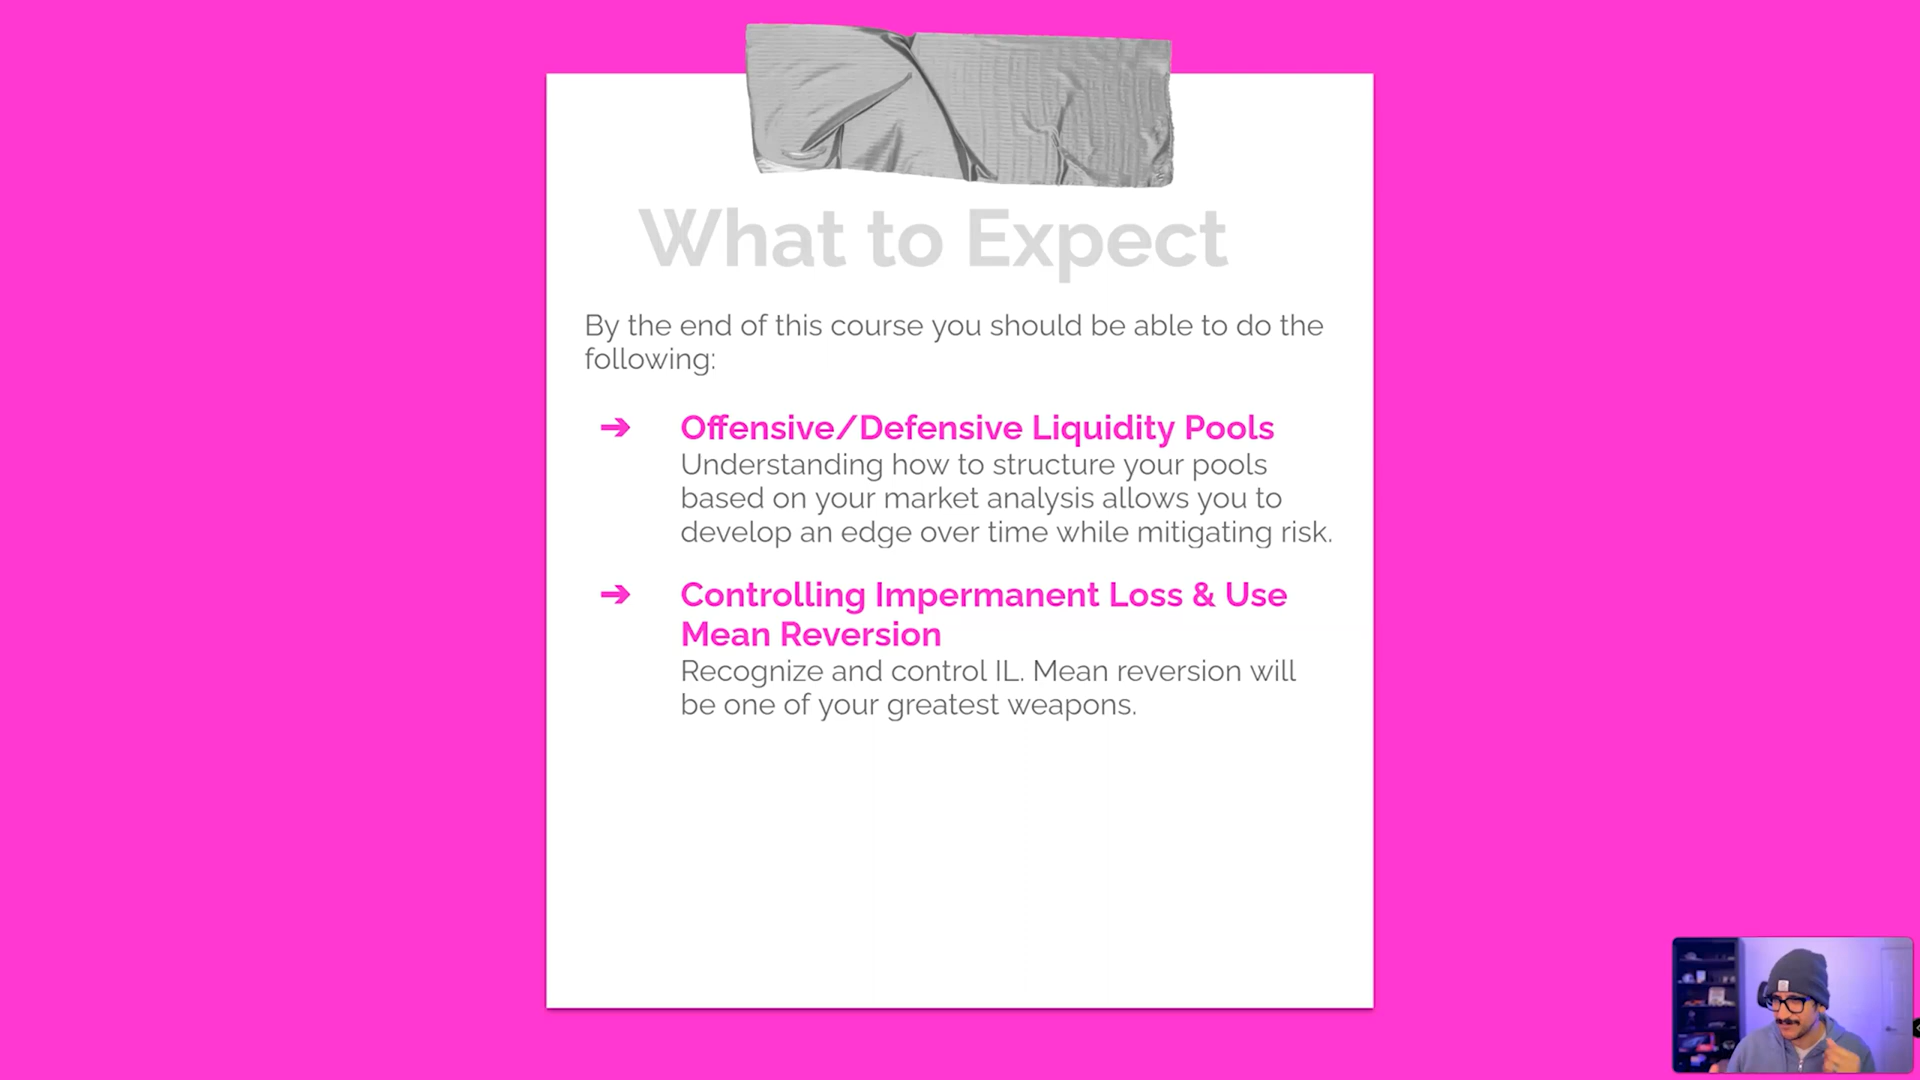 What to Expect
By the end of this course you should be able to do the
following:
➔ Offensive/Defensive Liquidity Pools
Understanding how to structure your pools
based on your market analysis allows you to
develop an edge over time while mitigating risk.
➔ Controlling Impermanent Loss & Use
Mean Reversion
Recognize and control IL. Mean reversion will
be one of your greatest weapons.